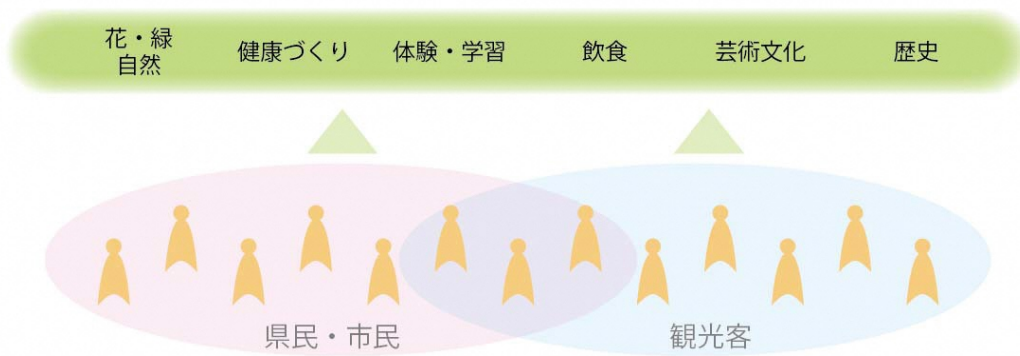 花・緑
自然
健康づくり
体験・学習
飲食
芸術文化
歴史
県民・市民
観光客